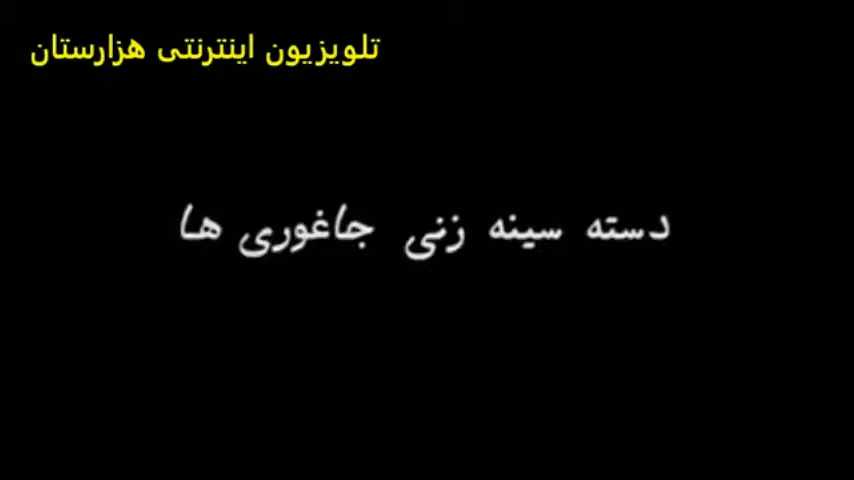 تلویزیون اینترنتی هزارستان
دسته سینه زنی جاغوری ها